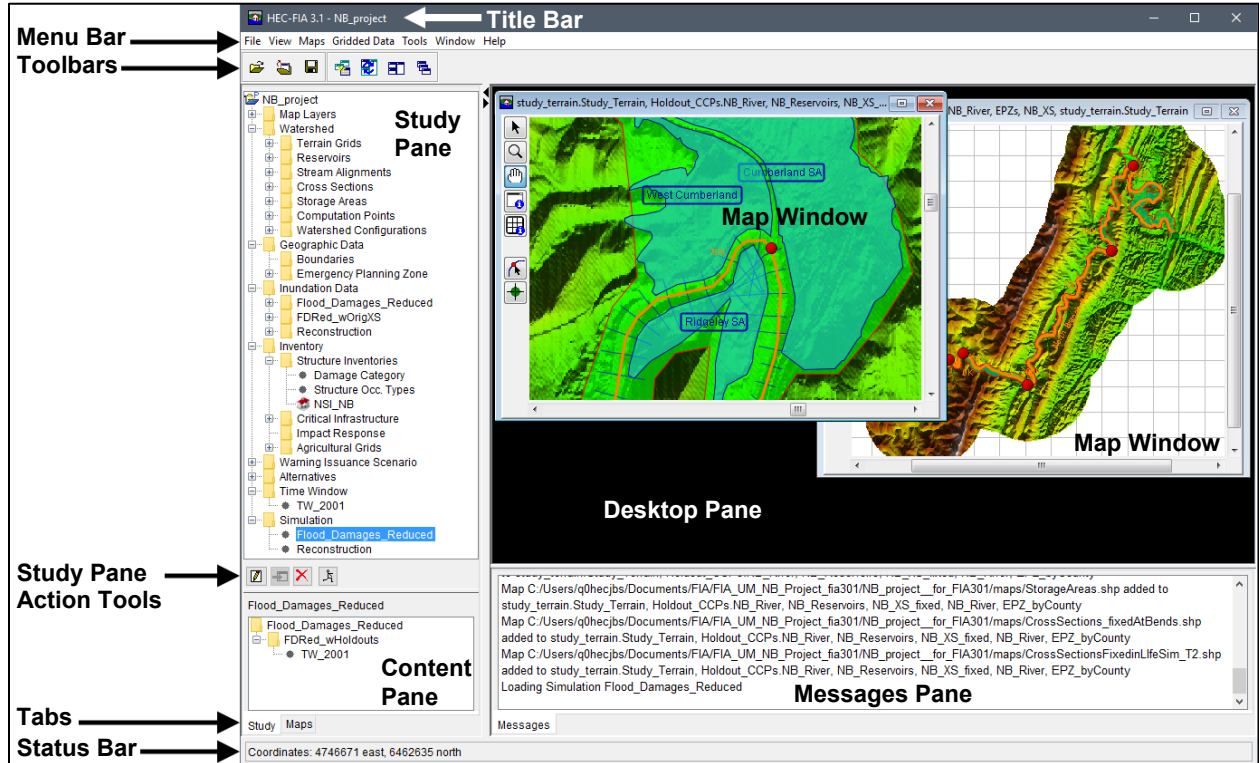 HEC-FIA 3.1 - NB_project
Title Bar
Menu Bar
File View Maps Gridded Data Tools Window Help
Toolbars
NB_project
Map Layers
Watershed
Terrain Grids
Reservoirs
Stream Alignments
Cross Sections
Storage Areas
Computation Points
Watershed Configurations
Geographic Data
Boundaries
Emergency Planning Zone
Inundation Data
Flood_Damages_Reduced
FDRed_wOrigXS
Reconstruction
Inventory
Structure Inventories
Damage Category
Structure Occ. Types
NSI_NB
Critical Infrastructure
Impact Response
Agricultural Grids
Warning Issuance Scenario
Alternatives
Time Window
TW_2001
Simulation
Flood_Damages_Reduced
Reconstruction
Study
Pane
study_terrain.Study_Terrain, Holdout_CCPs.NB_River, NB_Reservoirs, NB_XS_...
Cumberland SA
West Cumberland
Map Window
Ridgeley SA
NB_River, EPZs, NB_XS, study_terrain.Study_Terrain
Map Window
Desktop Pane
Study Pane
Action Tools
Flood_Damages_Reduced
Flood_Damages_Reduced
FDRed_wHoldouts
TW_2001
Content
Pane
Tabs
Study Maps
Map C:/Users/q0hecjbs/Documents/FIA/FIA_UM_NB_Project_fia301/NB_project__for_FIA301/maps/StorageAreas.shp added to
study_terrain.Study_Terrain, Holdout_CCPs.NB_River, NB_Reservoirs, NB_XS_fixed, NB_River, EPZ_byCounty
Map C:/Users/q0hecjbs/Documents/FIA/FIA_UM_NB_Project_fia301/NB_project__for_FIA301/maps/CrossSections_fixedAtBends.shp
added to study_terrain.Study_Terrain, Holdout_CCPs.NB_River, NB_Reservoirs, NB_XS_fixed, NB_River, EPZ_byCounty
Map C:/Users/q0hecjbs/Documents/FIA/FIA_UM_NB_Project_fia301/NB_project__for_FIA301/maps/CrossSectionsFixedinLIfeSim_T2.shp
added to study_terrain.Study_Terrain, Holdout_CCPs.NB_River, NB_Reservoirs, NB_XS_fixed, NB_River, EPZ_byCounty
Loading Simulation Flood_Damages_Reduced
Messages Pane
Messages
Status Bar
Coordinates: 4746671 east, 6462635 north